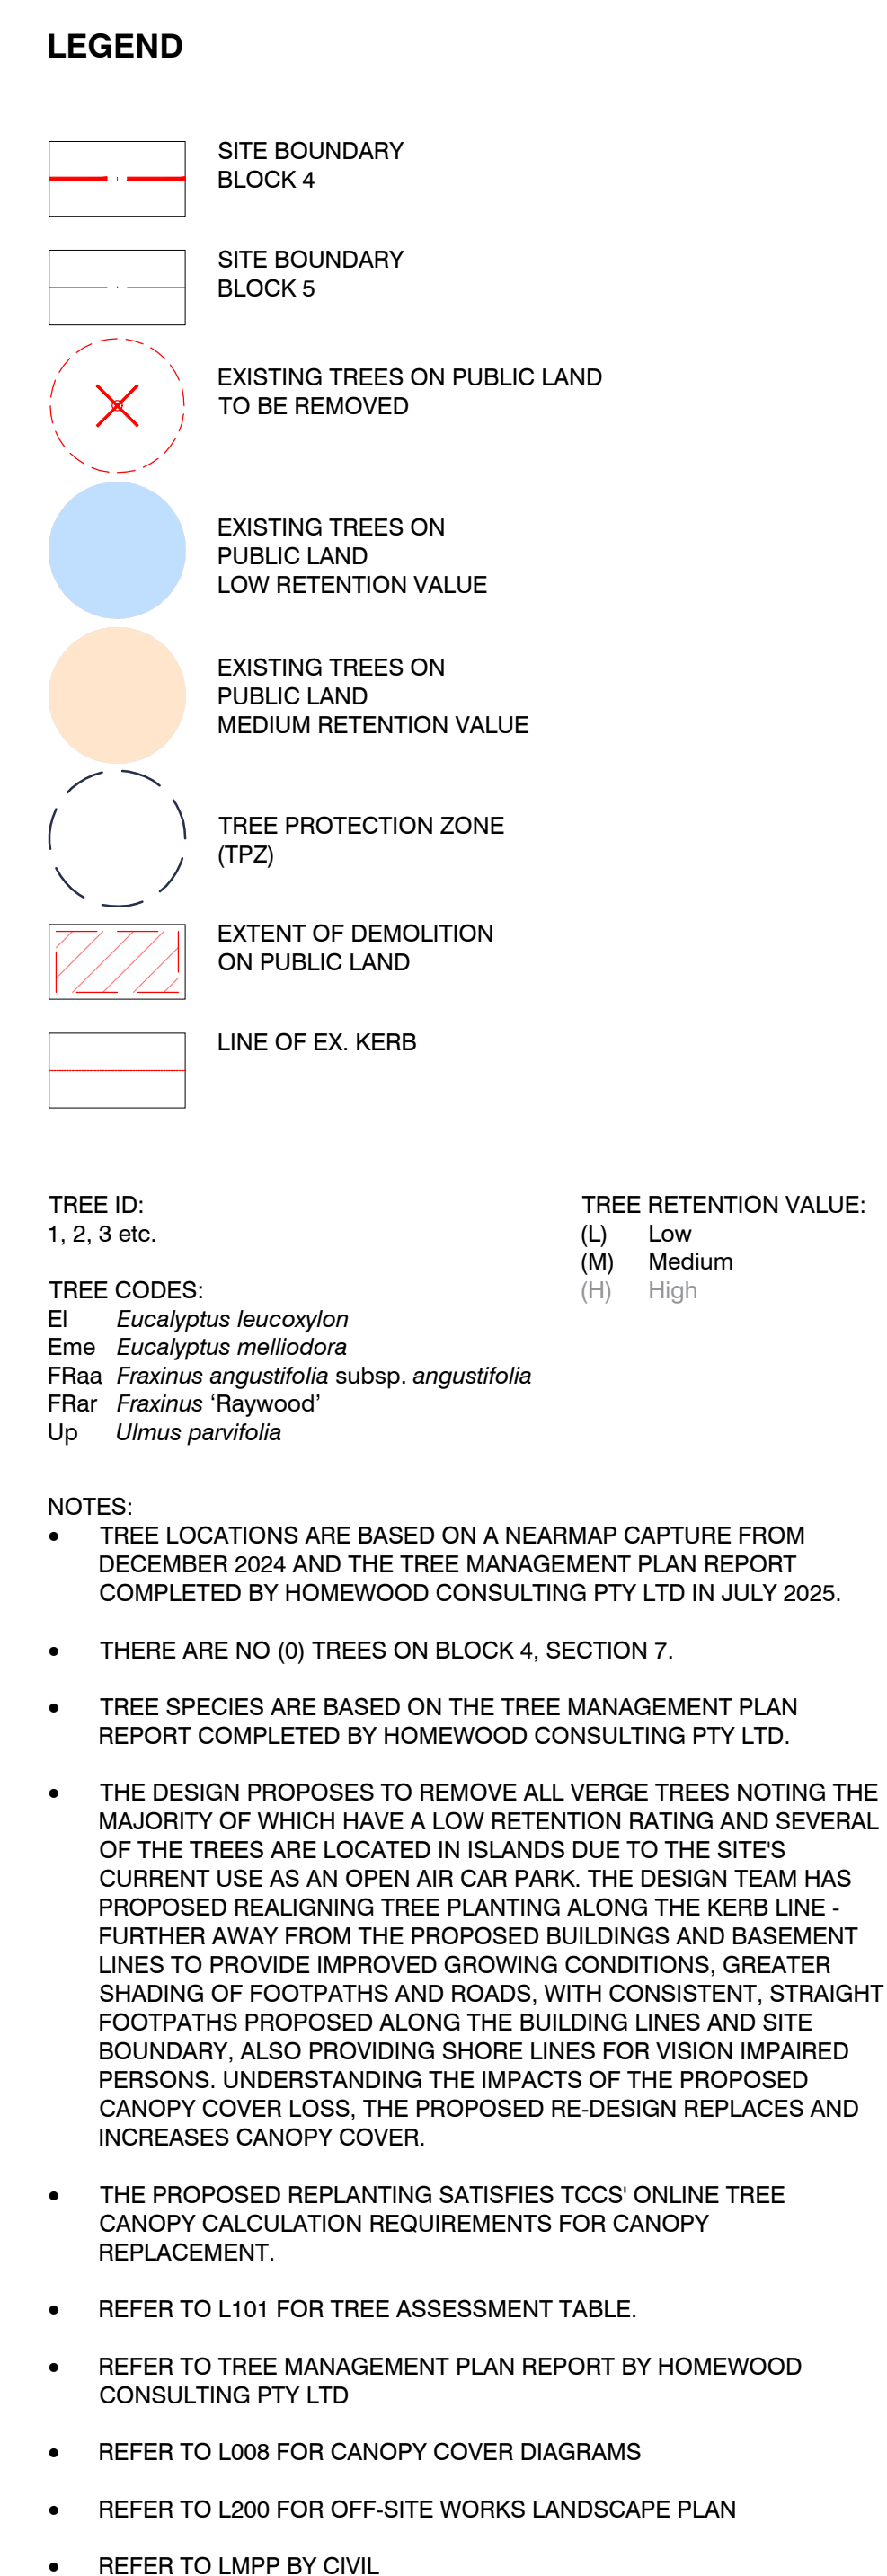 LEGEND
SITE BOUNDARY
BLOCK 4
SITE BOUNDARY
BLOCK 5
EXISTING TREES ON PUBLIC LAND
TO BE REMOVED
EXISTING TREES ON
PUBLIC LAND
LOW RETENTION VALUE
EXISTING TREES ON
PUBLIC LAND
MEDIUM RETENTION VALUE
TREE PROTECTION ZONE
(TPZ)
EXTENT OF DEMOLITION
ON PUBLIC LAND
LINE OF EX. KERB
TREE ID:
1, 2, 3 etc.
TREE CODES:
El Eucalyptus leucoxylon
Eme Eucalyptus melliodora
FRaa Fraxinus angustifolia subsp. angustifolia
FRar Fraxinus ‘Raywood’
Up Ulmus parvifolia
TREE RETENTION VALUE:
(L) Low
(M) Medium
(H) High
NOTES:
• TREE LOCATIONS ARE BASED ON A NEARMAP CAPTURE FROM
DECEMBER 2024 AND THE TREE MANAGEMENT PLAN REPORT
COMPLETED BY HOMEWOOD CONSULTING PTY LTD IN JULY 2025.
• THERE ARE NO (0) TREES ON BLOCK 4, SECTION 7.
• TREE SPECIES ARE BASED ON THE TREE MANAGEMENT PLAN
REPORT COMPLETED BY HOMEWOOD CONSULTING PTY LTD.
• THE DESIGN PROPOSES TO REMOVE ALL VERGE TREES NOTING THE
MAJORITY OF WHICH HAVE A LOW RETENTION RATING AND SEVERAL
OF THE TREES ARE LOCATED IN ISLANDS DUE TO THE SITE'S
CURRENT USE AS AN OPEN AIR CAR PARK. THE DESIGN TEAM HAS
PROPOSED REALIGNING TREE PLANTING ALONG THE KERB LINE -
FURTHER AWAY FROM THE PROPOSED BUILDINGS AND BASEMENT
LINES TO PROVIDE IMPROVED GROWING CONDITIONS, GREATER
SHADING OF FOOTPATHS AND ROADS, WITH CONSISTENT, STRAIGHT
FOOTPATHS PROPOSED ALONG THE BUILDING LINES AND SITE
BOUNDARY, ALSO PROVIDING SHORE LINES FOR VISION IMPAIRED
PERSONS. UNDERSTANDING THE IMPACTS OF THE PROPOSED
CANOPY COVER LOSS, THE PROPOSED RE-DESIGN REPLACES AND
INCREASES CANOPY COVER.
• THE PROPOSED REPLANTING SATISFIES TCCS' ONLINE TREE
CANOPY CALCULATION REQUIREMENTS FOR CANOPY
REPLACEMENT.
• REFER TO L101 FOR TREE ASSESSMENT TABLE.
• REFER TO TREE MANAGEMENT PLAN REPORT BY HOMEWOOD
CONSULTING PTY LTD
• REFER TO L008 FOR CANOPY COVER DIAGRAMS
• REFER TO L200 FOR OFF-SITE WORKS LANDSCAPE PLAN
• REFER TO LMPP BY CIVIL